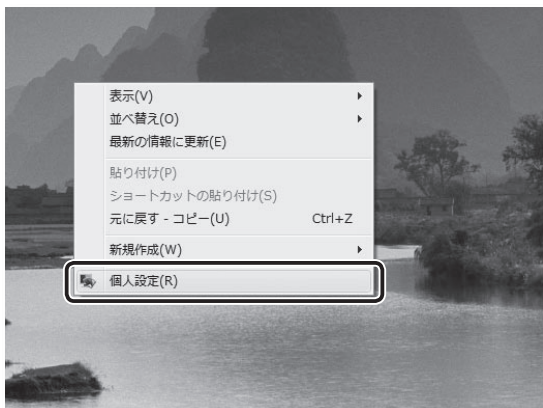 表示(V)
並べ替え(O)
最新の情報に更新(E)
貼り付け(P)
ショートカットの貼り付け(S)
元に戻す - コピー(U) Ctrl+Z
新規作成(W)
個人設定(R)